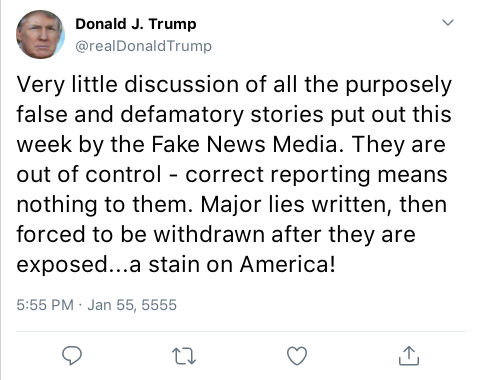 Donald J. Trump
@realDonaldTrump
Very little discussion of all the purposely
false and defamatory stories put out this
week by the Fake News Media. They are
out of control - correct reporting means
nothing to them. Major lies written, then
forced to be withdrawn after they are
exposed...a stain on America!
5:55 PM · Jan 55, 5555